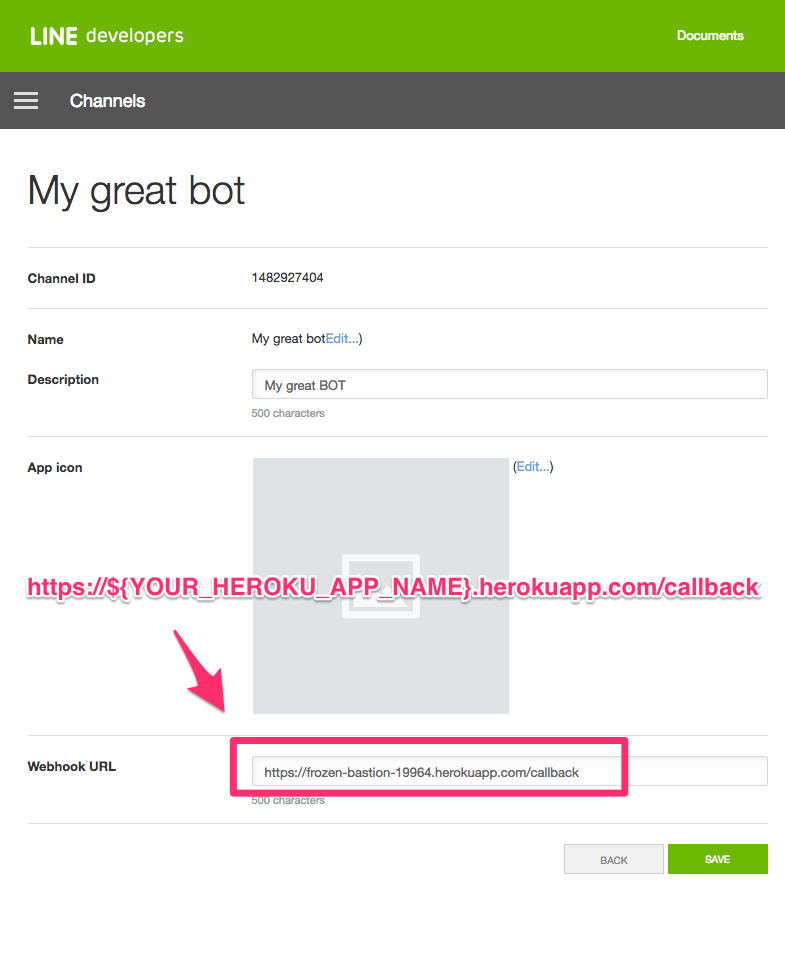 LINE developers
Documents
Channels
My great bot
Channel ID
1482927404
Name
My great botEdit...)
Description
My great BOT
500 characters
App icon
(Edit...)
https://${YOUR_HEROKU_APP_NAME}.herokuapp.com/callback
Webhook URL
https://frozen-bastion-19964.herokuapp.com/callback
500 characters
BACK
SAVE